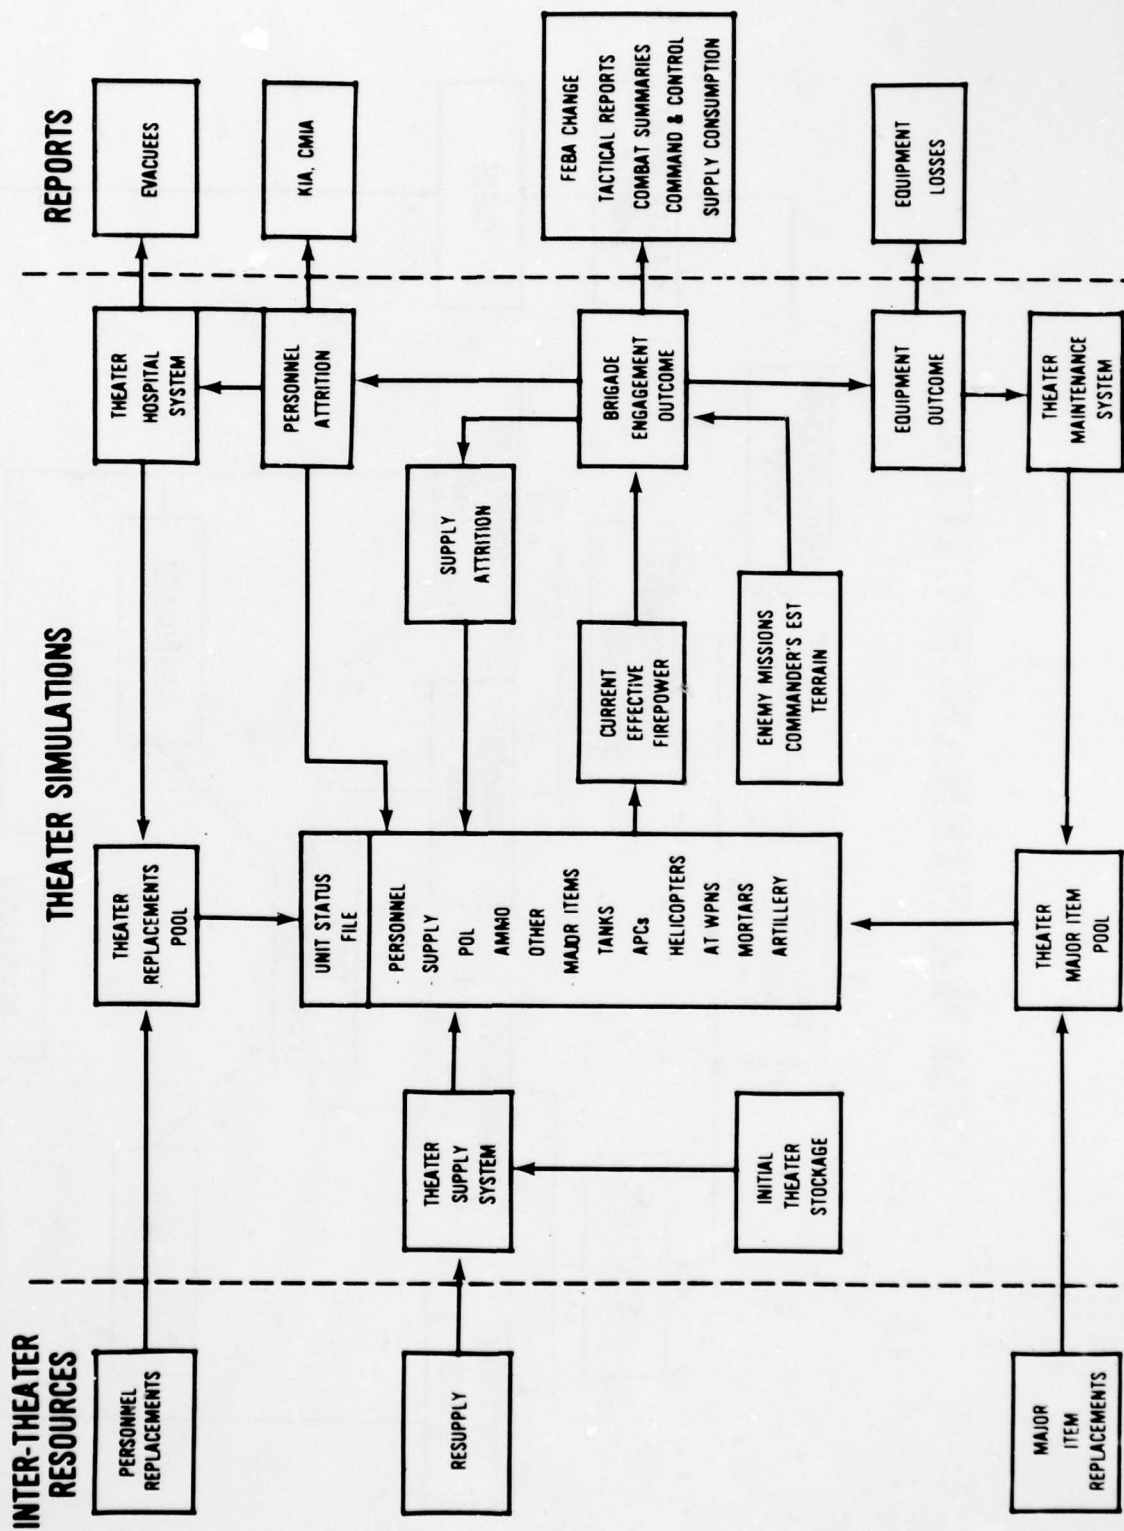 INTER-THEATER
RESOURCES
THEATER SIMULATIONS
REPORTS
PERSONNEL
REPLACEMENTS
THEATER
REPLACEMENTS
POOL
THEATER
HOSPITAL
SYSTEM
EVACUEES
PERSONNEL
ATTRITION
KIA, CMIA
UNIT STATUS
FILE
PERSONNEL
SUPPLY
POL
AMMO
OTHER
MAJOR ITEMS
TANKS
APCs
HELICOPTERS
AT WPNS
MORTARS
ARTILLERY
RESUPPLY
THEATER
SUPPLY
SYSTEM
SUPPLY
ATTRITION
CURRENT
EFFECTIVE
FIREPOWER
BRIGADE
ENGAGEMENT
OUTCOME
FEBA CHANGE
TACTICAL REPORTS
COMBAT SUMMARIES
COMMAND & CONTROL
SUPPLY CONSUMPTION
INITIAL
THEATER
STOCKAGE
ENEMY MISSIONS
COMMANDER'S EST
TERRAIN
EQUIPMENT
OUTCOME
EQUIPMENT
LOSSES
MAJOR
ITEM
REPLACEMENTS
THEATER
MAJOR ITEM
POOL
THEATER
MAINTENANCE
SYSTEM